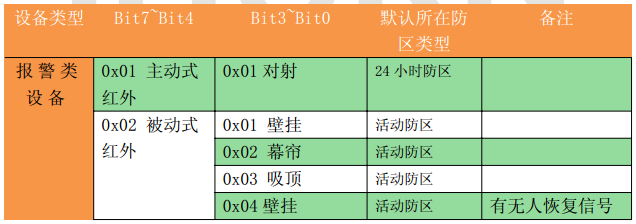 设备类型 Bit7~Bit4 Bit3~Bit0 默认所在防区类型 备注
报警类设备 0x01 主动式红外 0x01 对射 24 小时防区
0x02 被动式红外 0x01 壁挂 活动防区
0x02 幕帘 活动防区
0x03 吸顶 活动防区
0x04 壁挂 活动防区 有无人恢复信号